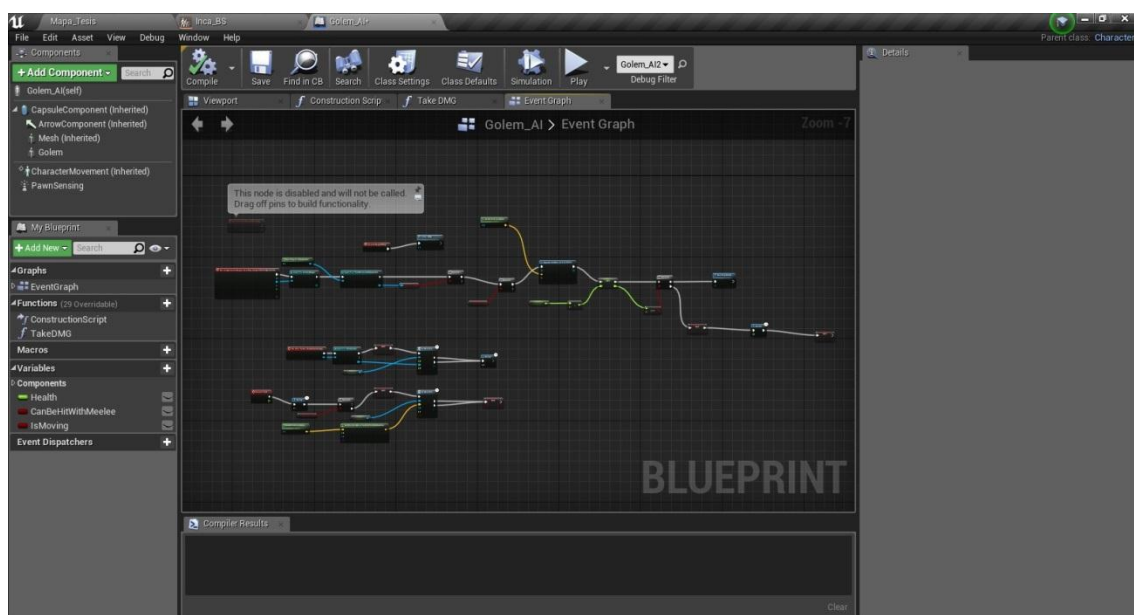 Mapa_Tesis
Inca_BS
Golem_AI*
File Edit Asset View Debug Window Help
Parent class: Character
Components
+Add Component
Search
Golem_AI(self)
CapsuleComponent (Inherited)
ArrowComponent (Inherited)
Mesh (Inherited)
Golem
CharacterMovement (Inherited)
PawnSensing
My Blueprint
+Add New
Search
Graphs
EventGraph
Functions (29 Overridable)
ConstructionScript
TakeDMG
Macros
Variables
Components
Health
CanBeHitWithMeelee
IsMoving
Event Dispatchers
Compile
Save
Find in CB
Search
Class Settings
Class Defaults
Simulation
Play
Golem_AI2
Debug Filter
Viewport
Construction Scrip
Take DMG
Event Graph
Golem_AI > Event Graph
Zoom -7
This node is disabled and will not be called.
Drag off pins to build functionality.
BLUEPRINT
Compiler Results
Clear
Details